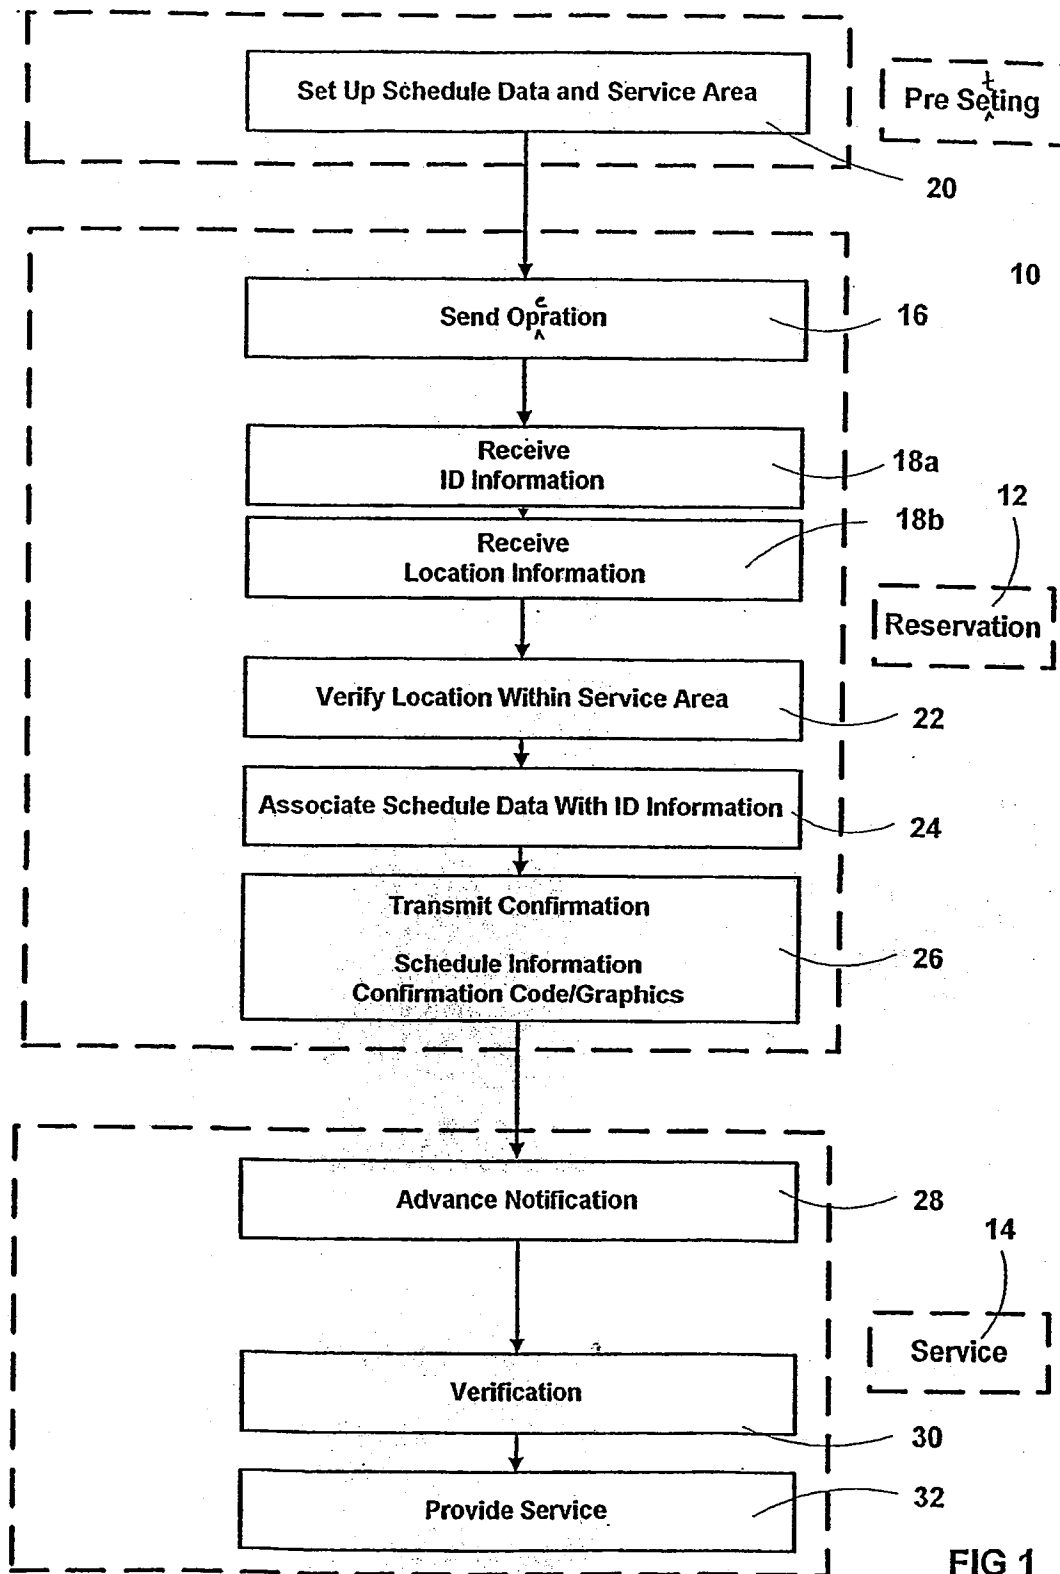 Set Up Schedule Data and Service Area
Pre Setting
20
10
Send Operation
16
Receive
ID Information
18a
12
18b
Receive
Location Information
Reservation
Verify Location Within Service Area
22
Associate Schedule Data With ID Information
24
Transmit Confirmation
Schedule Information
Confirmation Code/Graphics
26
Advance Notification
28
14
Service
Verification
30
Provide Service
32
FIG 1